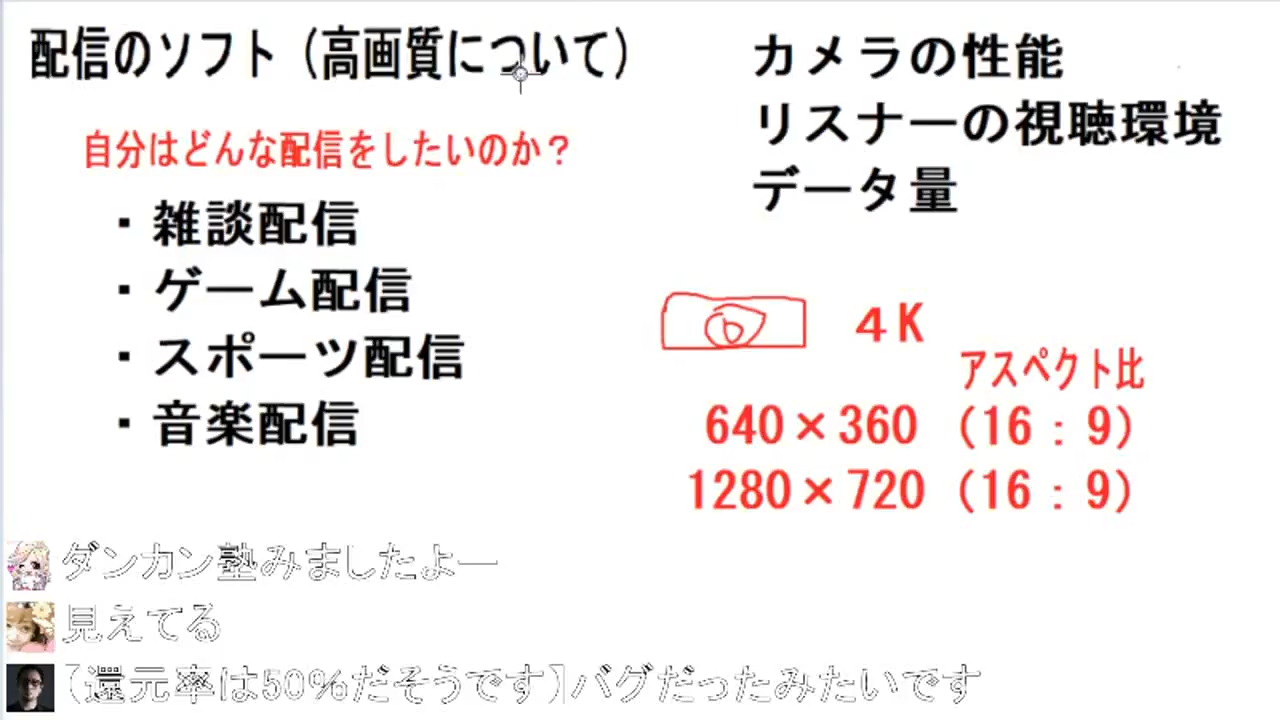 配信のソフト（高画質について）
自分はどんな配信をしたいのか？
・雑談配信
・ゲーム配信
・スポーツ配信
・音楽配信
カメラの性能
リスナーの視聴環境
データ量
４K
アスペクト比
640×360（16：9）
1280×720（16：9）
ダンカン塾みましたよー
見えてる
【還元率は50%だそうです】バグだったみたいです